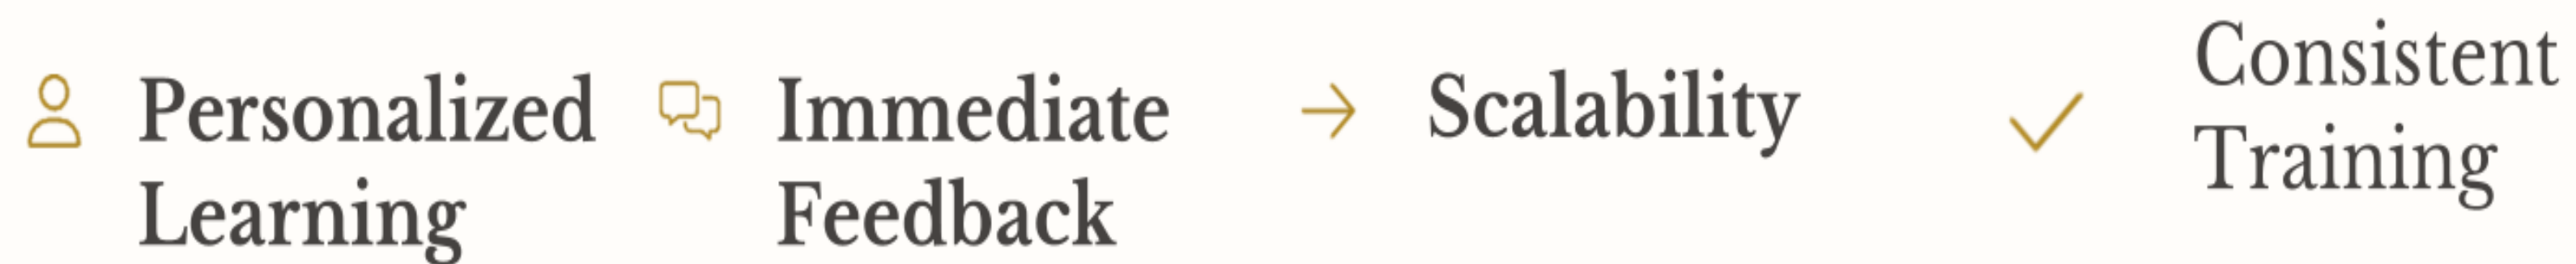 Personalized
Learning
Immediate
Feedback
Scalability
Consistent
Training